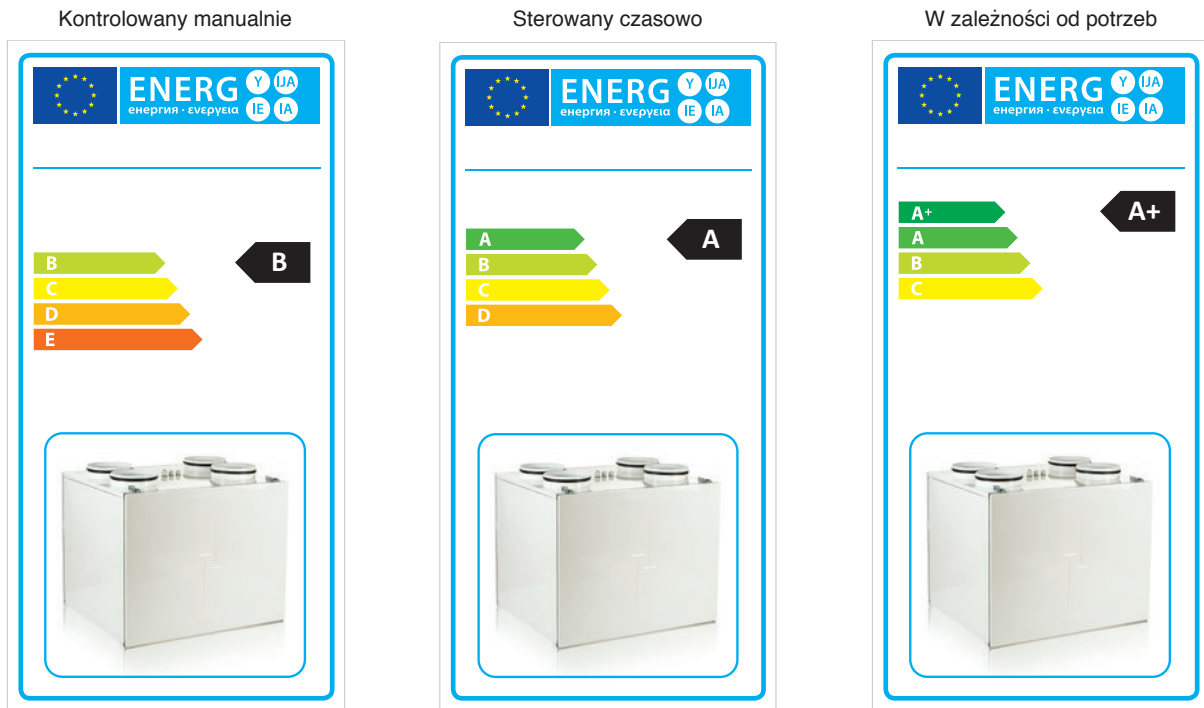 Kontrolowany manualnie
ENERG Y IJA
енергия · ενεργεια IE IA
B
B
C
D
E
Sterowany czasowo
ENERG Y IJA
енергия · ενεργεια IE IA
A
A
B
C
D
W zależności od potrzeb
ENERG Y IJA
енергия · ενεργεια IE IA
A+
A+
A
B
C